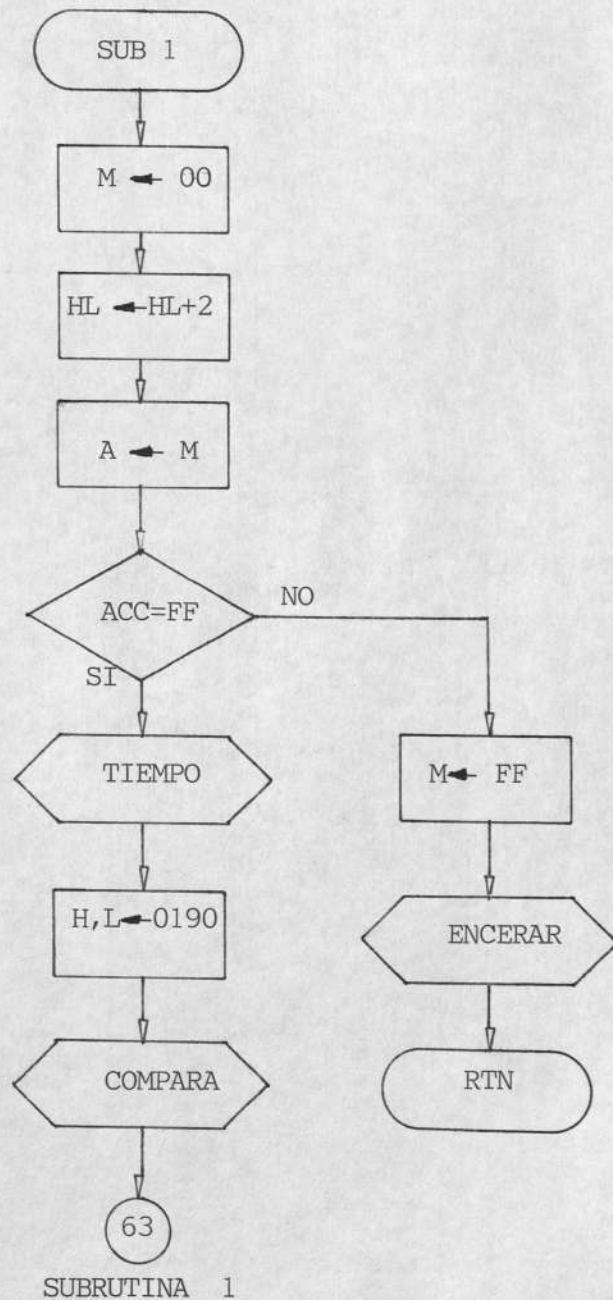 SUB 1
M ← 00
HL ← HL+2
A ← M
ACC=FF
NO
SI
TIEMPO
M ← FF
H,L ← 0190
ENCERAR
COMPARA
RTN
63
SUBRUTINA 1